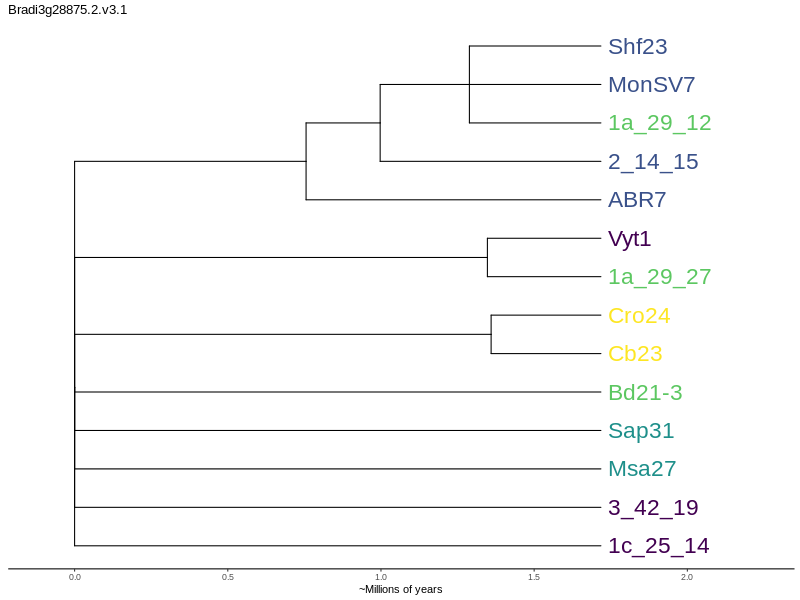 Bradi3g28875.2.v3.1
Shf23
MonSV7
1a_29_12
2_14_15
ABR7
Vyt1
1a_29_27
Cro24
Cb23
Bd21-3
Sap31
Msa27
3_42_19
1c_25_14
0.0 0.5 1.0 1.5 2.0
~Millions of years